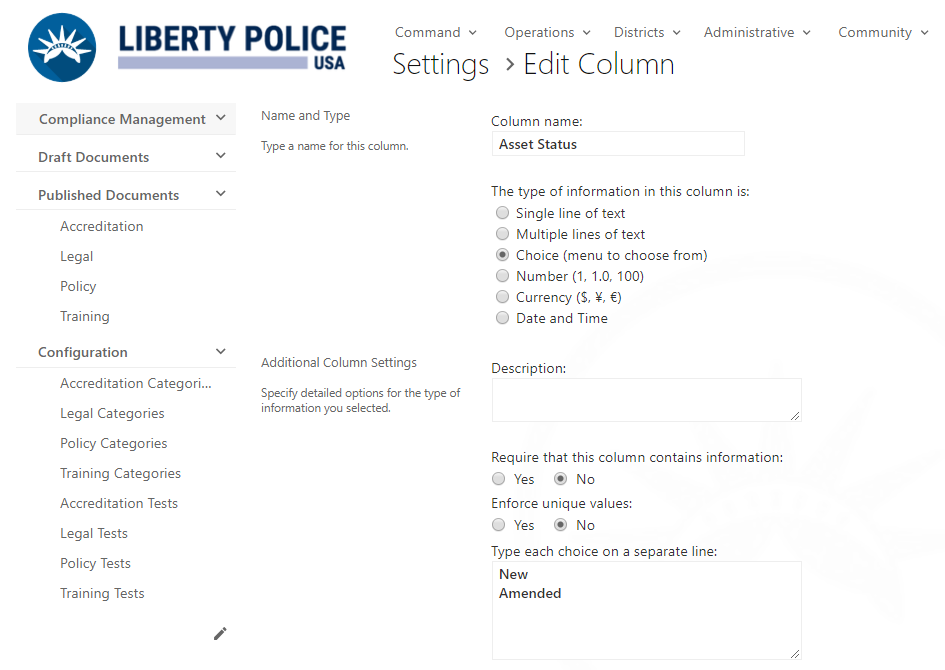 LIBERTY POLICE
USA
Command Operations Districts Administrative Community
Settings > Edit Column
Compliance Management
Draft Documents
Published Documents
Accreditation
Legal
Policy
Training
Configuration
Accreditation Categori...
Legal Categories
Policy Categories
Training Categories
Accreditation Tests
Legal Tests
Policy Tests
Training Tests
Name and Type
Type a name for this column.
Column name:
Asset Status
The type of information in this column is:
Single line of text
Multiple lines of text
Choice (menu to choose from)
Number (1, 1.0, 100)
Currency ($, ¥, €)
Date and Time
Additional Column Settings
Specify detailed options for the type of
information you selected.
Description:
Require that this column contains information:
Yes No
Enforce unique values:
Yes No
Type each choice on a separate line:
New
Amended